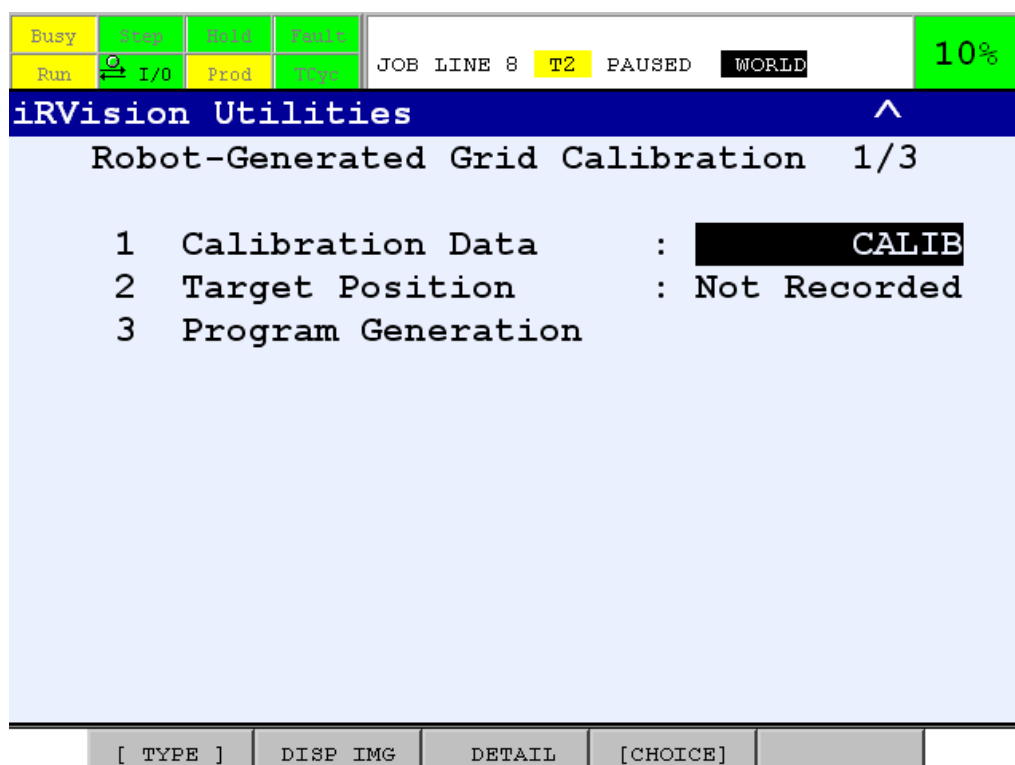 Busy Step Hold Fault
Run I/O Prod TCyc JOB LINE 8 T2 PAUSED WORLD 10%
iRVision Utilities ^
Robot-Generated Grid Calibration 1/3
1 Calibration Data : CALIB
2 Target Position : Not Recorded
3 Program Generation
[ TYPE ] DISP IMG DETAIL [CHOICE]